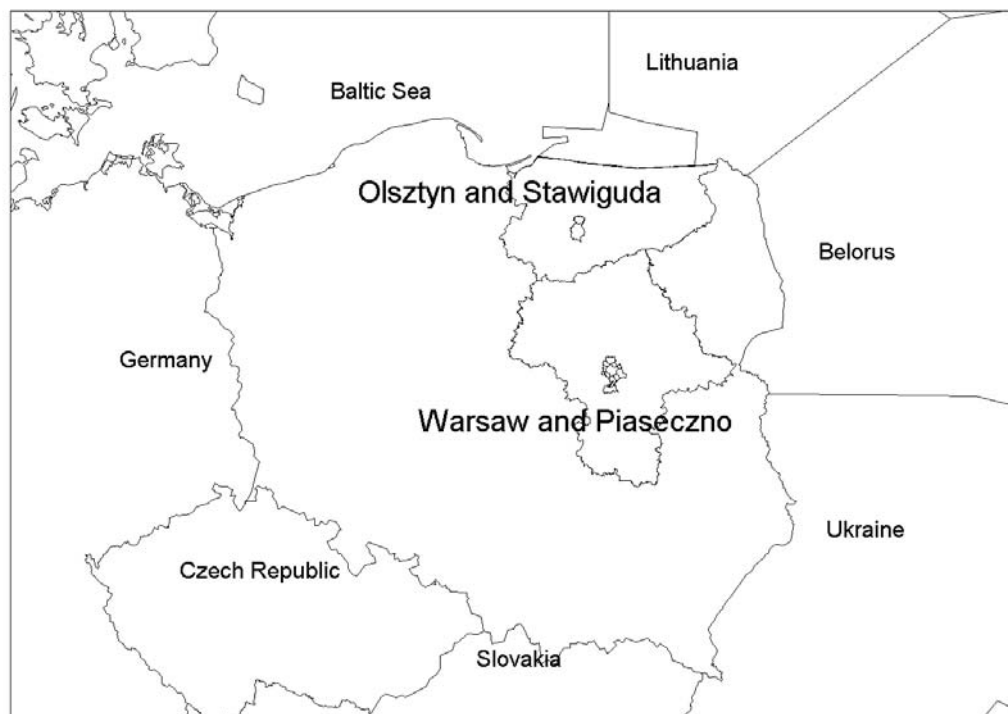 Lithuania
Baltic Sea
Olsztyn and Stawiguda
Belorus
Germany
Warsaw and Piaseczno
Ukraine
Czech Republic
Slovakia